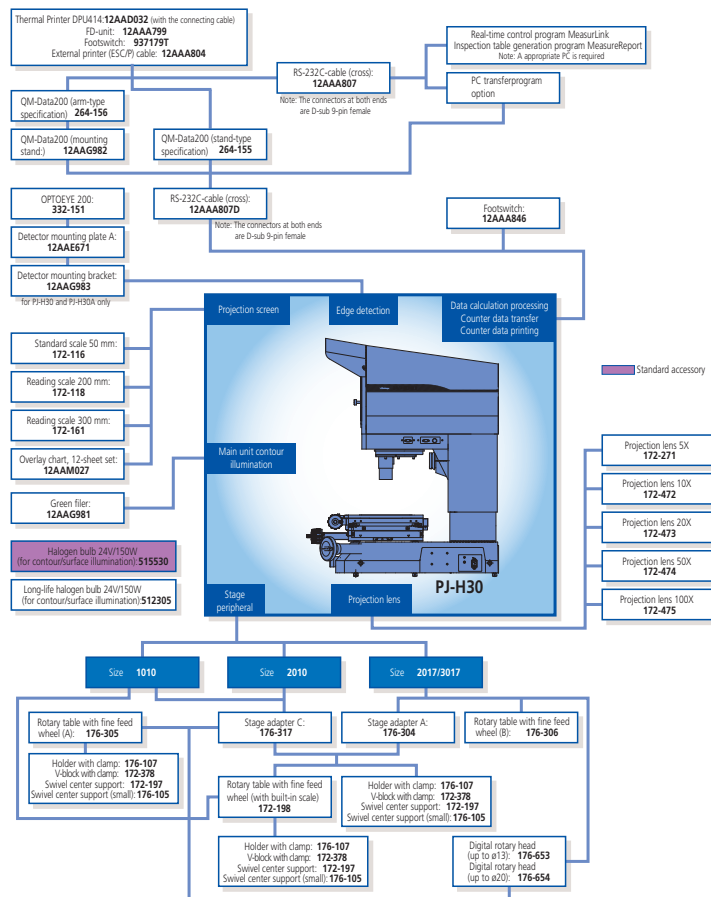 Thermal Printer DPU414:12AAD032 (with the connecting cable)
FD-unit: 12AAA799
Footswitch: 937179T
External printer (ESC/P) cable: 12AAA804
Real-time control program MeasurLink
Inspection table generation program MeasureReport
Note: A appropriate PC is required
RS-232C-cable (cross):
12AAA807
Note: The connectors at both ends
are D-sub 9-pin female
PC transferprogram
option
QM-Data200 (arm-type
specification) 264-156
QM-Data200 (mounting
stand:) 12AAG982
QM-Data200 (stand-type
specification) 264-155
OPTOEYE 200:
332-151
RS-232C-cable (cross):
12AAA807D
Note: The connectors at both ends
are D-sub 9-pin female
Footswitch:
12AAA846
Detector mounting plate A:
12AAE671
Detector mounting bracket:
12AAG983
for PJ-H30 and PJ-H30A only
Projection screen
Edge detection
Data calculation processing
Counter data transfer
Counter data printing
Standard scale 50 mm:
172-116
Reading scale 200 mm:
172-118
Reading scale 300 mm:
172-161
Overlay chart, 12-sheet set:
12AAM027
Green filer:
12AAG981
Halogen bulb 24V/150W
(for contour/surface illumination):515530
Long-life halogen bulb 24V/150W
(for contour/surface illumination):512305
Main unit contour
illumination
Standard accessory
Projection lens 5X
172-271
Projection lens 10X
172-472
Projection lens 20X
172-473
Projection lens 50X
172-474
Projection lens 100X
172-475
PJ-H30
Stage
peripheral
Projection lens
Size 1010
Size 2010
Size 2017/3017
Rotary table with fine feed
wheel (A): 176-305
Stage adapter C:
176-317
Stage adapter A:
176-304
Rotary table with fine feed
wheel (B): 176-306
Holder with clamp: 176-107
V-block with clamp: 172-378
Swivel center support: 172-197
Swivel center support (small): 176-105
Rotary table with fine feed
wheel (with built-in scale)
172-198
Holder with clamp: 176-107
V-block with clamp: 172-378
Swivel center support: 172-197
Swivel center support (small): 176-105
Holder with clamp: 176-107
V-block with clamp: 172-378
Swivel center support: 172-197
Swivel center support (small): 176-105
Digital rotary head
(up to ø13): 176-653
Digital rotary head
(up to ø20): 176-654